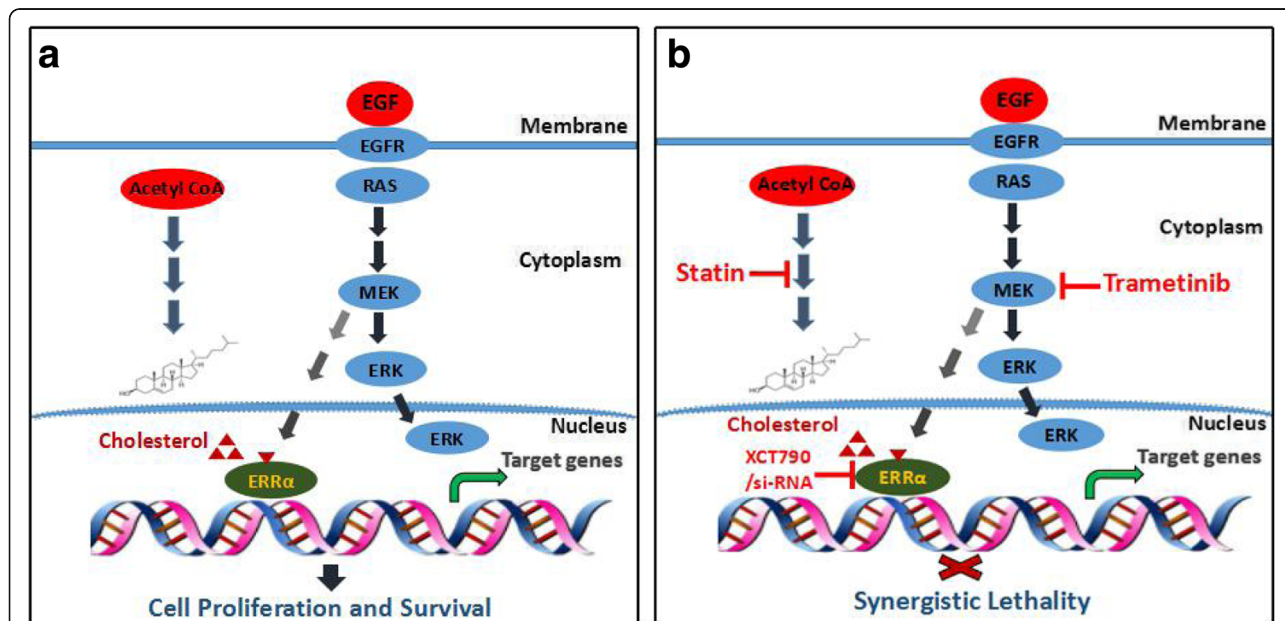 a
EGF
Membrane
EGFR
Acetyl CoA
RAS
Cytoplasm
MEK
ERK
HO
H
H
H
H
Nucleus
Cholesterol
ERK
Target genes
ERRα
Cell Proliferation and Survival
b
EGF
Membrane
EGFR
Acetyl CoA
RAS
Cytoplasm
Statin
MEK
Trametinib
ERK
HO
H
H
H
H
Nucleus
Cholesterol
ERK
XCT790
/si-RNA
Target genes
ERRα
Synergistic Lethality